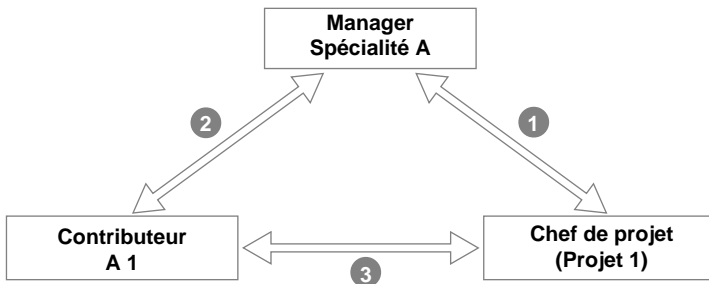 Manager
Spécialité A
2
1
Contributeur
A 1
Chef de projet
(Projet 1)
3